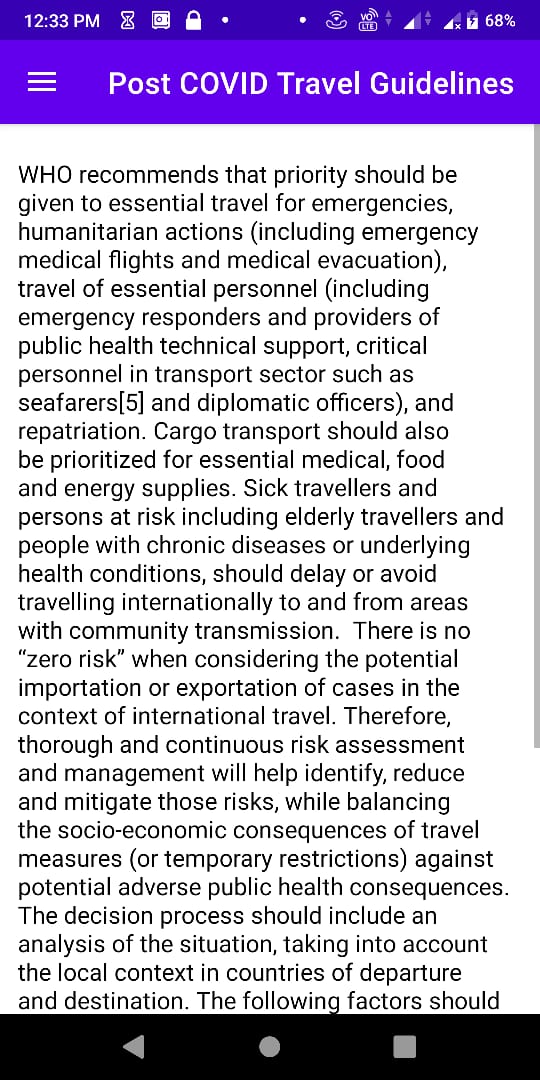 12:33 PM VO) LTE 68%
Post COVID Travel Guidelines
WHO recommends that priority should be
given to essential travel for emergencies,
humanitarian actions (including emergency
medical flights and medical evacuation),
travel of essential personnel (including
emergency responders and providers of
public health technical support, critical
personnel in transport sector such as
seafarers[5] and diplomatic officers), and
repatriation. Cargo transport should also
be prioritized for essential medical, food
and energy supplies. Sick travellers and
persons at risk including elderly travellers and
people with chronic diseases or underlying
health conditions, should delay or avoid
travelling internationally to and from areas
with community transmission.  There is no
“zero risk” when considering the potential
importation or exportation of cases in the
context of international travel. Therefore,
thorough and continuous risk assessment
and management will help identify, reduce
and mitigate those risks, while balancing
the socio-economic consequences of travel
measures (or temporary restrictions) against
potential adverse public health consequences.
The decision process should include an
analysis of the situation, taking into account
the local context in countries of departure
and destination. The following factors should